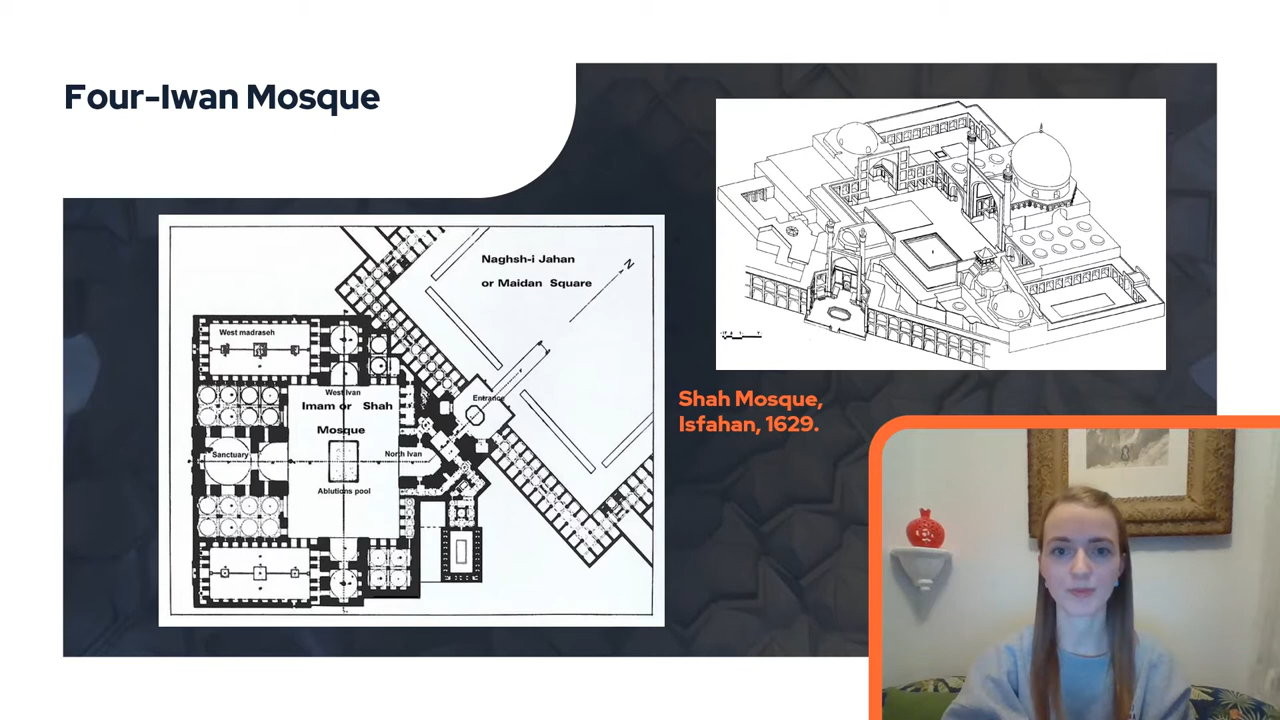 Four-Iwan Mosque
Naghsh-i Jahan
or Maidan Square
N
West madraseh
Entrance
West Ivan
Imam or Shah
Mosque
Sanctuary
North Ivan
Ablutions pool
Shah Mosque,
Isfahan, 1629.